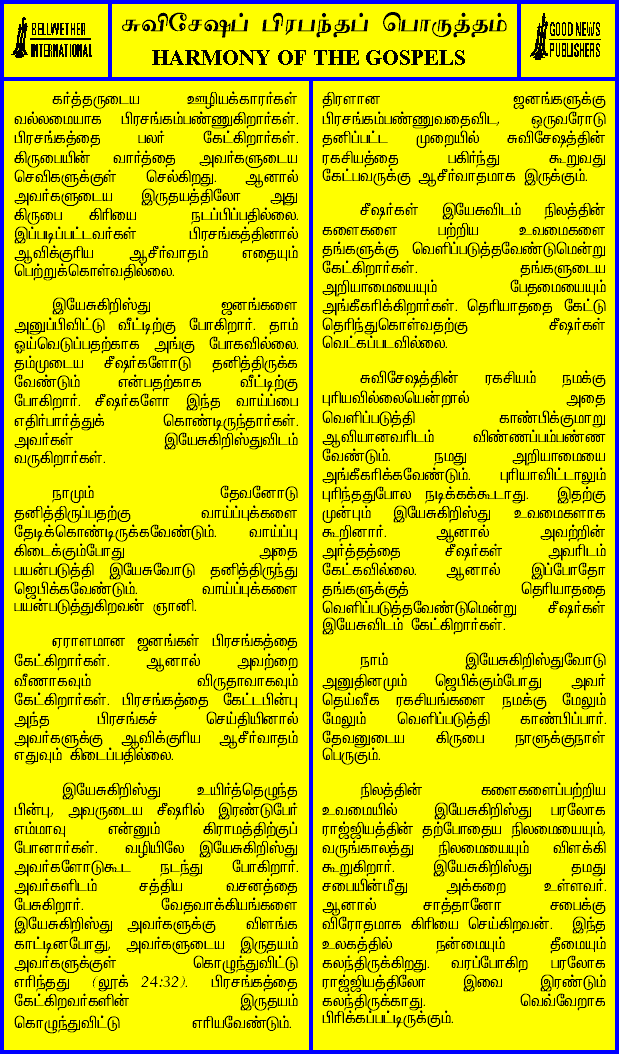 BELLWETHER
INTERNATIONAL
சுவிசேஷப் பிரபந்தப் பொருத்தம்
HARMONY OF THE GOSPELS
GOOD NEWS
PUBLISHERS
கர்த்தருடைய ஊழியக்காரர்கள்
வல்லமையாக பிரசங்கம்பண்ணுகிறார்கள்.
பிரசங்கத்தை பலர் கேட்கிறார்கள்.
கிருபையின் வார்த்தை அவர்களுடைய
செவிகளுக்குள் செல்கிறது. ஆனால்
அவர்களுடைய இருதயத்திலோ அது
கிருபை கிரியை நடப்பிப்பதில்லை.
இப்படிப்பட்டவர்கள் பிரசங்கத்தினால்
ஆவிக்குரிய ஆசீர்வாதம் எதையும்
பெற்றுக்கொள்வதில்லை.
இயேசுகிறிஸ்து ஜனங்களை
அனுப்பிவிட்டு வீட்டிற்கு போகிறார். தாம்
ஓய்வெடுப்பதற்காக அங்கு போகவில்லை.
தம்முடைய சீஷர்களோடு தனித்திருக்க
வேண்டும் என்பதற்காக வீட்டிற்கு
போகிறார். சீஷர்களோ இந்த வாய்ப்பை
எதிர்பார்த்துக் கொண்டிருந்தார்கள்.
அவர்கள் இயேசுகிறிஸ்துவிடம்
வருகிறார்கள்.
நாமும் தேவனோடு
தனித்திருப்பதற்கு வாய்ப்புக்களை
தேடிக்கொண்டிருக்கவேண்டும். வாய்ப்பு
கிடைக்கும்போது அதை
பயன்படுத்தி இயேசுவோடு தனித்திருந்து
ஜெபிக்கவேண்டும். வாய்ப்புக்களை
பயன்படுத்துகிறவன் ஞானி.
ஏராளமான ஜனங்கள் பிரசங்கத்தை
கேட்கிறார்கள். ஆனால் அவற்றை
வீணாகவும் விருதாவாகவும்
கேட்கிறார்கள். பிரசங்கத்தை கேட்டபின்பு
அந்த பிரசங்கச் செய்தியினால்
அவர்களுக்கு ஆவிக்குரிய ஆசீர்வாதம்
எதுவும் கிடைப்பதில்லை.
இயேசுகிறிஸ்து உயிர்த்தெழுந்த
பின்பு, அவருடைய சீஷரில் இரண்டுபேர்
எம்மாவு என்னும் கிராமத்திற்குப்
போனார்கள். வழியிலே இயேசுகிறிஸ்து
அவர்களோடுகூட நடந்து போகிறார்.
அவர்களிடம் சத்திய வசனத்தை
பேசுகிறார். வேதவாக்கியங்களை
இயேசுகிறிஸ்து அவர்களுக்கு விளங்க
காட்டினபோது, அவர்களுடைய இருதயம்
அவர்களுக்குள் கொழுந்துவிட்டு
எரிந்தது (லூக் 24:32). பிரசங்கத்தை
கேட்கிறவர்களின் இருதயம்
கொழுந்துவிட்டு எரியவேண்டும்.
திரளான ஜனங்களுக்கு
பிரசங்கம்பண்ணுவதைவிட, ஒருவரோடு
தனிப்பட்ட முறையில் சுவிசேஷத்தின்
ரகசியத்தை பகிர்ந்து கூறுவது
கேட்பவருக்கு ஆசீர்வாதமாக இருக்கும்.
சீஷர்கள் இயேசுவிடம் நிலத்தின்
களைகளை பற்றிய உவமைகளை
தங்களுக்கு வெளிப்படுத்தவேண்டுமென்று
கேட்கிறார்கள். தங்களுடைய
அறியாமையையும் பேதமையையும்
அங்கீகரிக்கிறார்கள். தெரியாததை கேட்டு
தெரிந்துகொள்வதற்கு சீஷர்கள்
வெட்கப்படவில்லை.
சுவிசேஷத்தின் ரகசியம் நமக்கு
புரியவில்லையென்றால் அதை
வெளிப்படுத்தி காண்பிக்குமாறு
ஆவியானவரிடம் விண்ணப்பம்பண்ண
வேண்டும். நமது அறியாமையை
அங்கீகரிக்கவேண்டும். புரியாவிட்டாலும்
புரிந்ததுபோல நடிக்கக்கூடாது. இதற்கு
முன்பும் இயேசுகிறிஸ்து உவமைகளாக
கூறினார். ஆனால் அவற்றின்
அர்த்தத்தை சீஷர்கள் அவரிடம்
கேட்கவில்லை. ஆனால் இப்போதோ
தங்களுக்குத் தெரியாததை
வெளிப்படுத்தவேண்டுமென்று சீஷர்கள்
இயேசுவிடம் கேட்கிறார்கள்.
நாம் இயேசுகிறிஸ்துவோடு
அனுதினமும் ஜெபிக்கும்போது அவர்
தெய்வீக ரகசியங்களை நமக்கு மேலும்
மேலும் வெளிப்படுத்தி காண்பிப்பார்.
தேவனுடைய கிருபை நாளுக்குநாள்
பெருகும்.
நிலத்தின் களைகளைப்பற்றிய
உவமையில் இயேசுகிறிஸ்து பரலோக
ராஜ்ஜியத்தின் தற்போதைய நிலமையையும்,
வருங்காலத்து நிலமையையும் விளக்கி
கூறுகிறார். இயேசுகிறிஸ்து தமது
சபையின்மீது அக்கறை உள்ளவர்.
ஆனால் சாத்தானோ சபைக்கு
விரோதமாக கிரியை செய்கிறவன். இந்த
உலகத்தில் நன்மையும் தீமையும்
கலந்திருக்கிறது. வரப்போகிற பரலோக
ராஜ்ஜியத்திலோ இவை இரண்டும்
கலந்திருக்காது. வெவ்வேறாக
பிரிக்கப்பட்டிருக்கும்.